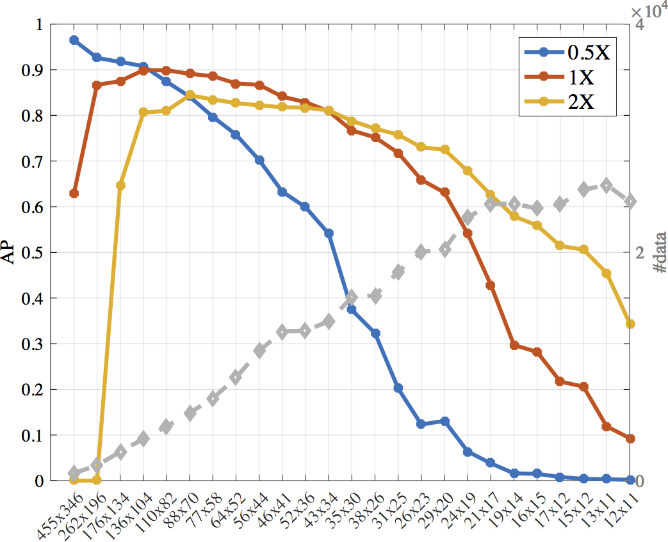 ×10⁴
1
0.9
0.8
0.7
0.6
0.5
0.4
0.3
0.2
0.1
0
AP
4
2
0
#data
0.5X
1X
2X
455x346
262x196
176x134
136x104
110x82
88x70
77x58
64x52
56x44
46x41
52x36
43x34
35x30
38x26
31x25
26x23
29x20
24x19
21x17
19x14
16x15
17x12
15x12
13x11
12x11